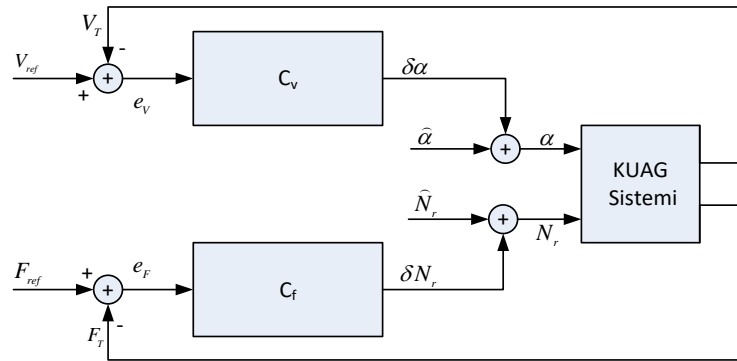 V_T
-
V_ref
+
+
e_V
C_v
δα
α̂
+
α
KUAG
Sistemi
N̂_r
+
N_r
F_ref
+
+
e_F
C_f
δN_r
F_T
-